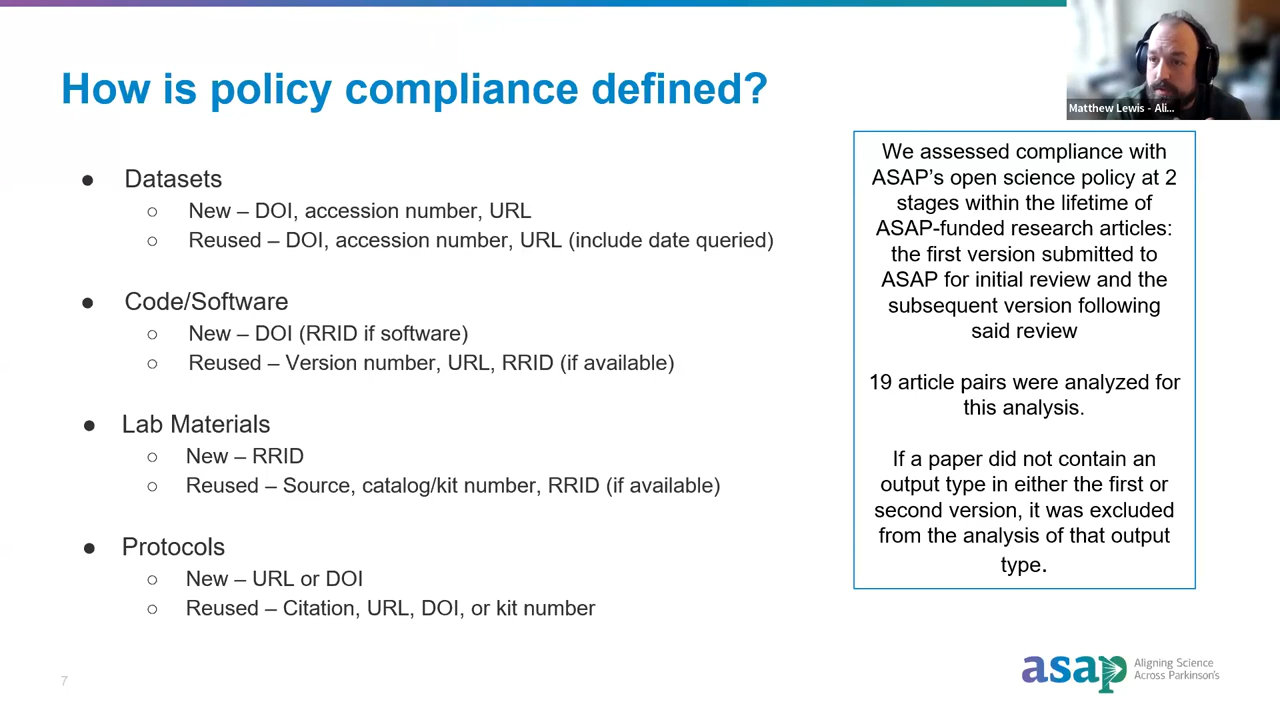 How is policy compliance defined?
Matthew Lewis - Ali...
● Datasets
○ New – DOI, accession number, URL
○ Reused – DOI, accession number, URL (include date queried)
● Code/Software
○ New – DOI (RRID if software)
○ Reused – Version number, URL, RRID (if available)
● Lab Materials
○ New – RRID
○ Reused – Source, catalog/kit number, RRID (if available)
● Protocols
○ New – URL or DOI
○ Reused – Citation, URL, DOI, or kit number
We assessed compliance with
ASAP’s open science policy at 2
stages within the lifetime of
ASAP-funded research articles:
the first version submitted to
ASAP for initial review and the
subsequent version following
said review
19 article pairs were analyzed for
this analysis.
If a paper did not contain an
output type in either the first or
second version, it was excluded
from the analysis of that output
type.
7
asap
Aligning Science
Across Parkinson's